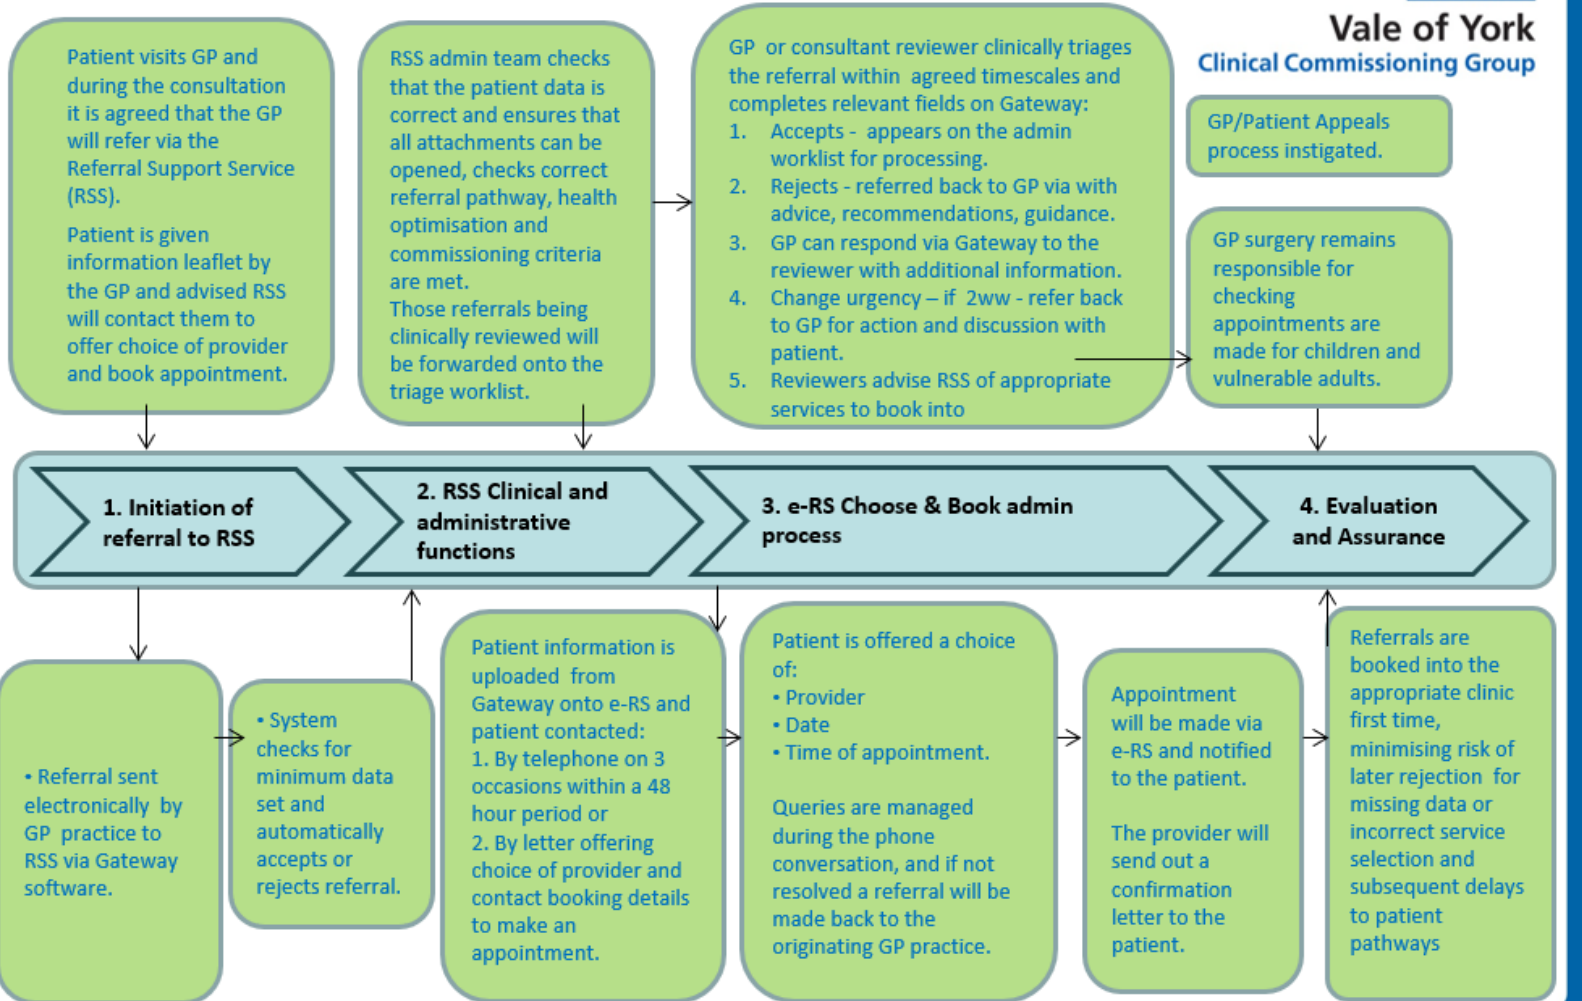 Vale of York
Clinical Commissioning Group
Patient visits GP and
during the consultation
it is agreed that the GP
will refer via the
Referral Support Service
(RSS).
Patient is given
information leaflet by
the GP and advised RSS
will contact them to
offer choice of provider
and book appointment.
RSS admin team checks
that the patient data is
correct and ensures that
all attachments can be
opened, checks correct
referral pathway, health
optimisation and
commissioning criteria
are met.
Those referrals being
clinically reviewed will
be forwarded onto the
triage worklist.
GP or consultant reviewer clinically triages
the referral within agreed timescales and
completes relevant fields on Gateway:
1. Accepts - appears on the admin
worklist for processing.
2. Rejects - referred back to GP via with
advice, recommendations, guidance.
3. GP can respond via Gateway to the
reviewer with additional information.
4. Change urgency – if 2ww - refer back
to GP for action and discussion with
patient.
5. Reviewers advise RSS of appropriate
services to book into
GP/Patient Appeals
process instigated.
GP surgery remains
responsible for
checking
appointments are
made for children and
vulnerable adults.
1. Initiation of
referral to RSS
2. RSS Clinical and
administrative
functions
3. e-RS Choose & Book admin
process
4. Evaluation
and Assurance
• Referral sent
electronically by
GP practice to
RSS via Gateway
software.
• System
checks for
minimum data
set and
automatically
accepts or
rejects referral.
Patient information is
uploaded from
Gateway onto e-RS and
patient contacted:
1. By telephone on 3
occasions within a 48
hour period or
2. By letter offering
choice of provider and
contact booking details
to make an
appointment.
Patient is offered a choice
of:
• Provider
• Date
• Time of appointment.
Queries are managed
during the phone
conversation, and if not
resolved a referral will be
made back to the
originating GP practice.
Appointment
will be made via
e-RS and notified
to the patient.
The provider will
send out a
confirmation
letter to the
patient.
Referrals are
booked into the
appropriate clinic
first time,
minimising risk of
later rejection for
missing data or
incorrect service
selection and
subsequent delays
to patient
pathways